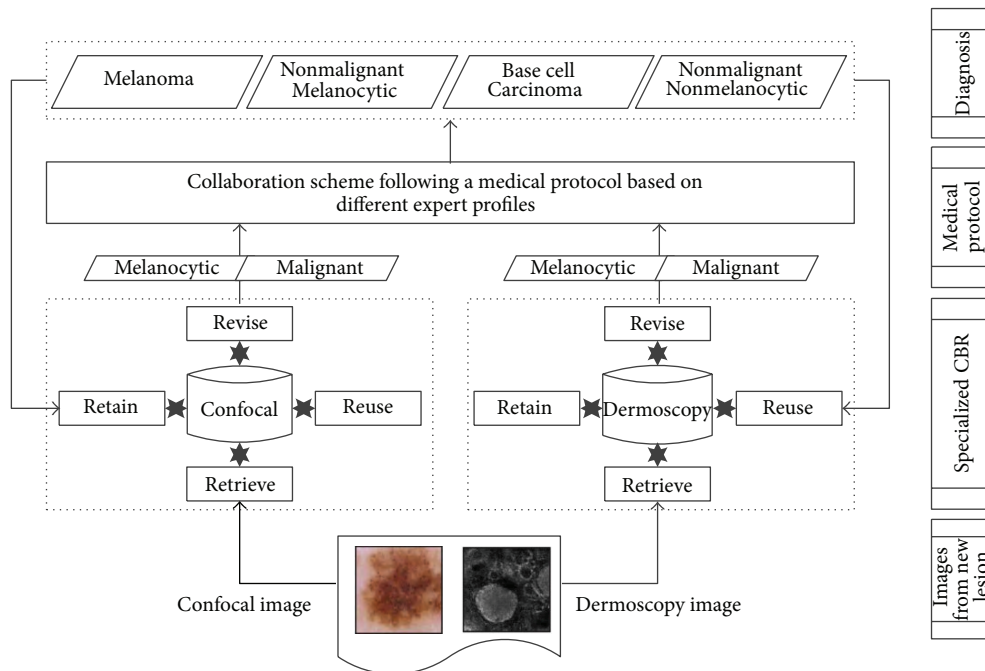 Melanoma
Nonmalignant
Melanocytic
Base cell
Carcinoma
Nonmalignant
Nonmelanocytic
Collaboration scheme following a medical protocol based on
different expert profiles
Melanocytic
Malignant
Melanocytic
Malignant
Revise
Retain
Confocal
Reuse
Retrieve
Revise
Retain
Dermoscopy
Reuse
Retrieve
Confocal image
Dermoscopy image
Diagnosis
Medical
protocol
Specialized CBR
Images
from new
lesion